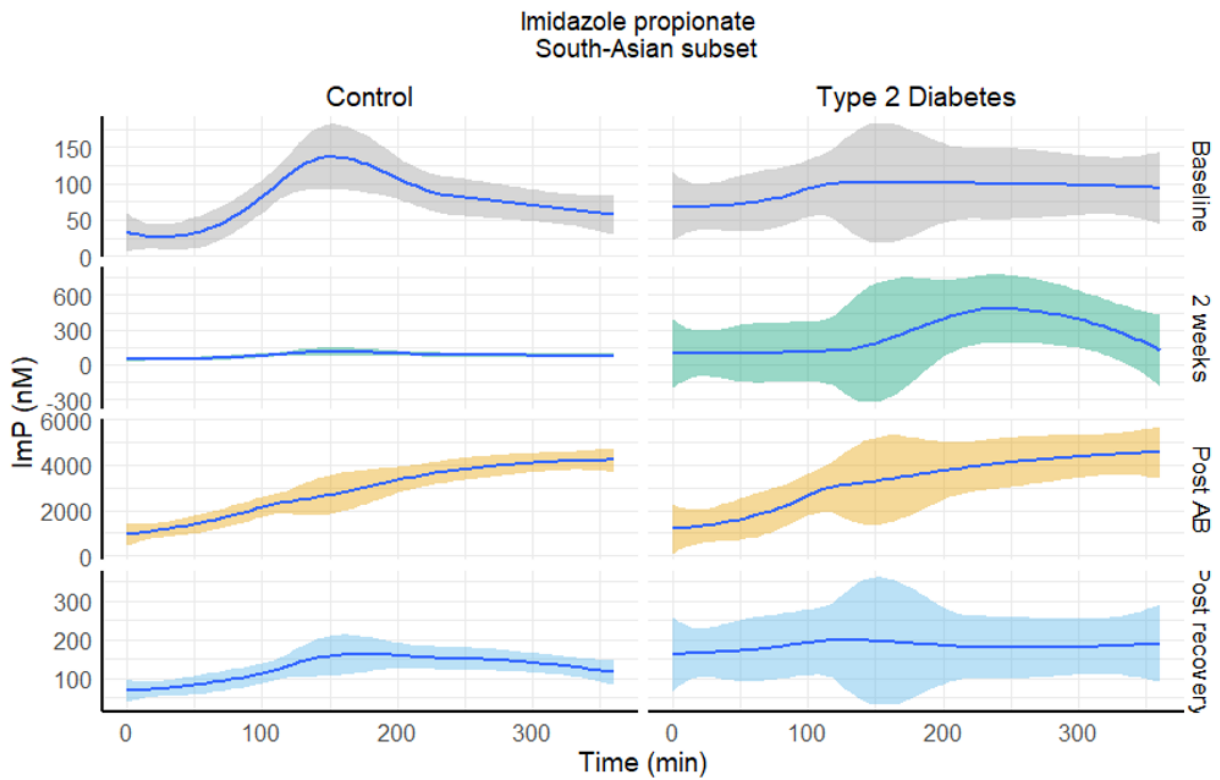 Imidazole propionate
South-Asian subset
Control
Type 2 Diabetes
ImP (nM)
150
100
50
0
Baseline
600
300
0
-300
2 weeks
6000
4000
2000
0
Post AB
300
200
100
Post recovery
0
100
200
300
0
100
200
300
Time (min)